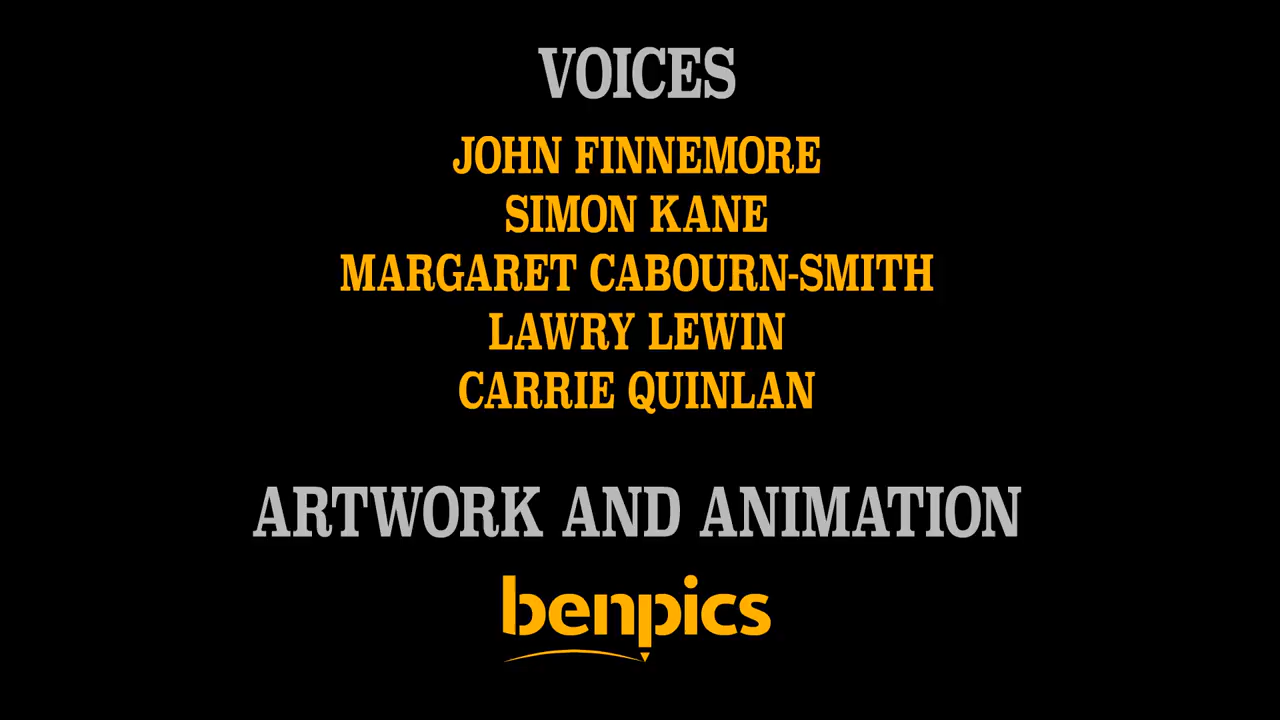 VOICES
JOHN FINNEMORE
SIMON KANE
MARGARET CABOURN-SMITH
LAWRY LEWIN
CARRIE QUINLAN
ARTWORK AND ANIMATION
benpics